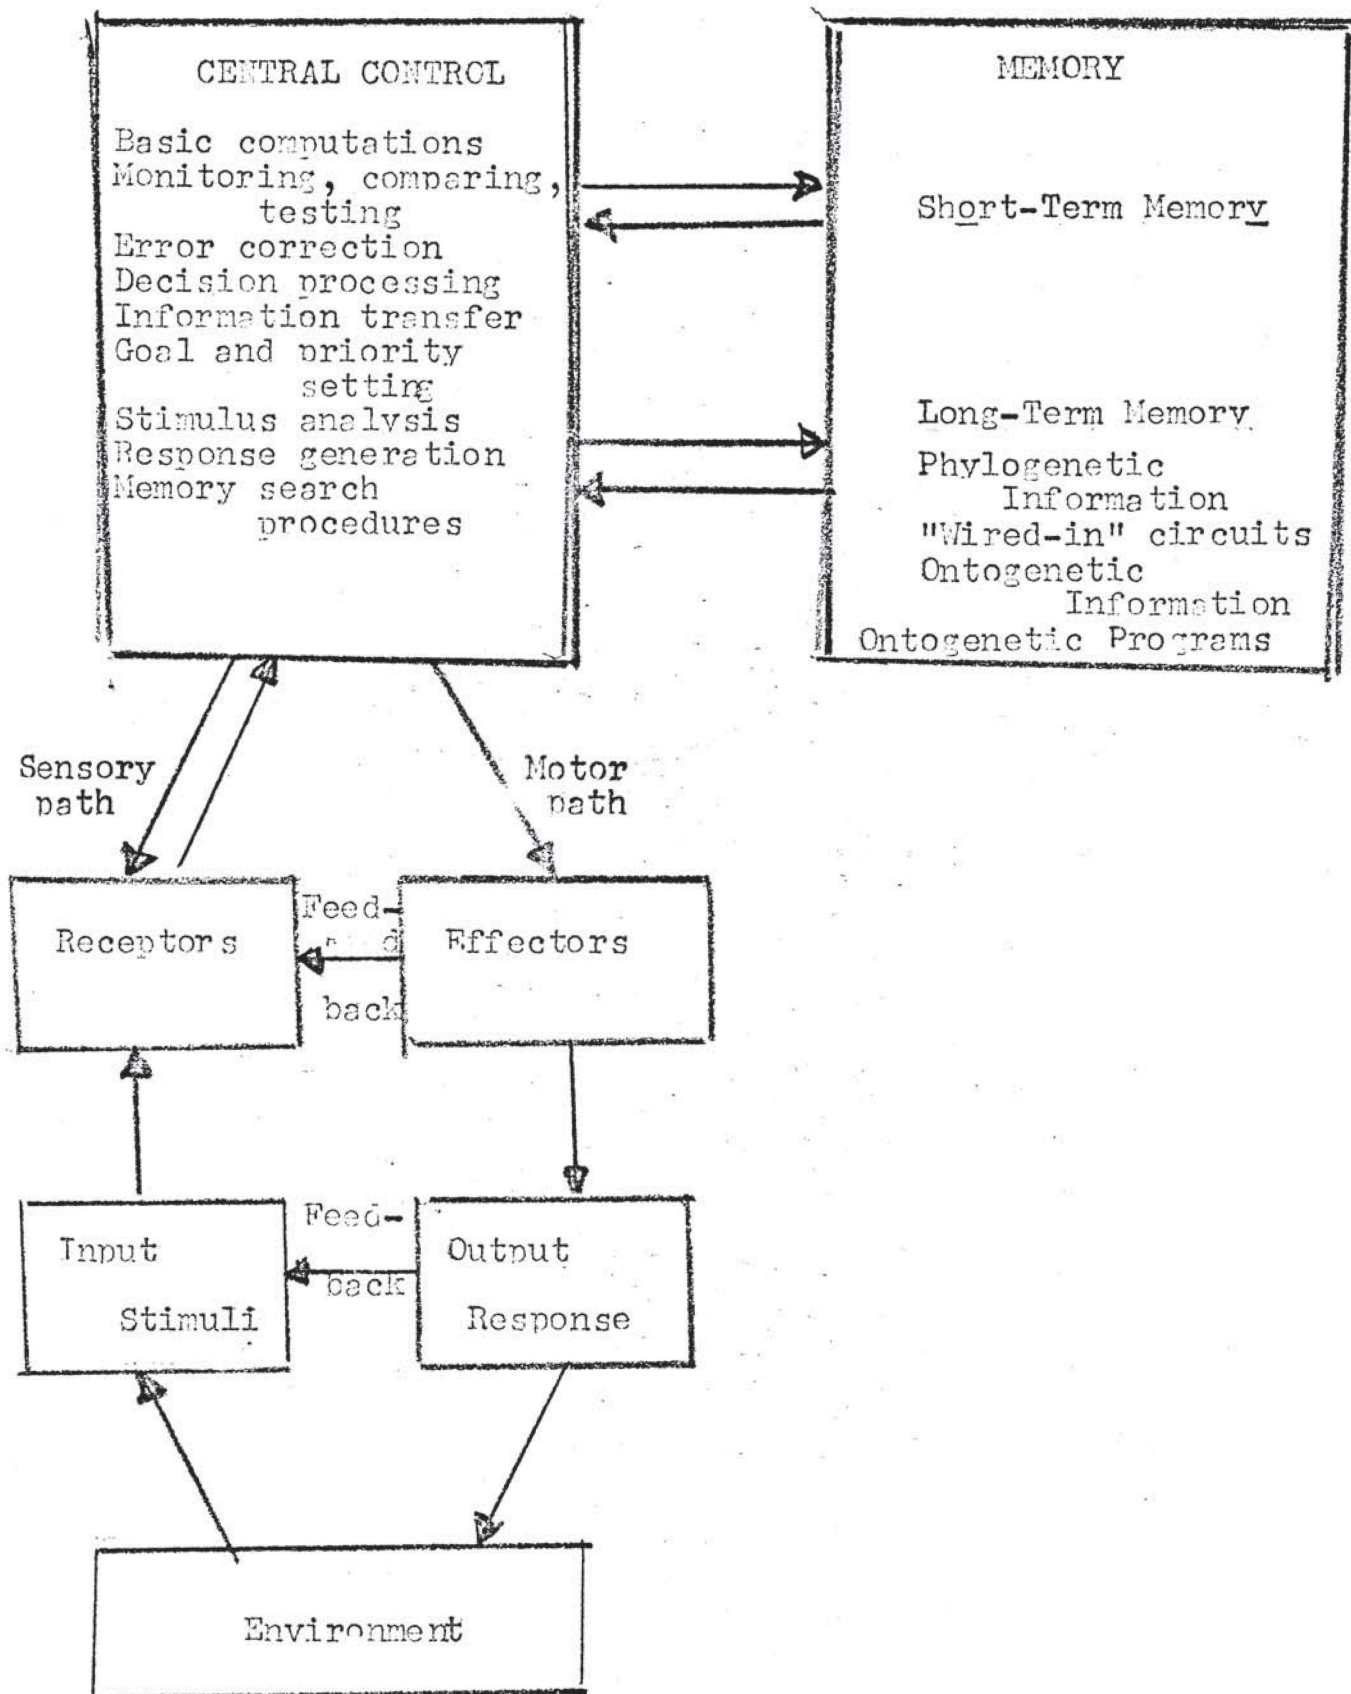 CENTRAL CONTROL
Basic computations
Monitoring, comparing,
testing
Error correction
Decision processing
Information transfer
Goal and priority
setting
Stimulus analysis
Response generation
Memory search
procedures
MEMORY
Short-Term Memory
Long-Term Memory
Phylogenetic
Information
"Wired-in" circuits
Ontogenetic
Information
Ontogenetic Programs
Sensory
path
Motor
path
Receptors
Feed-
back
Effectors
Input
Stimuli
Feed-
back
Output
Response
Environment